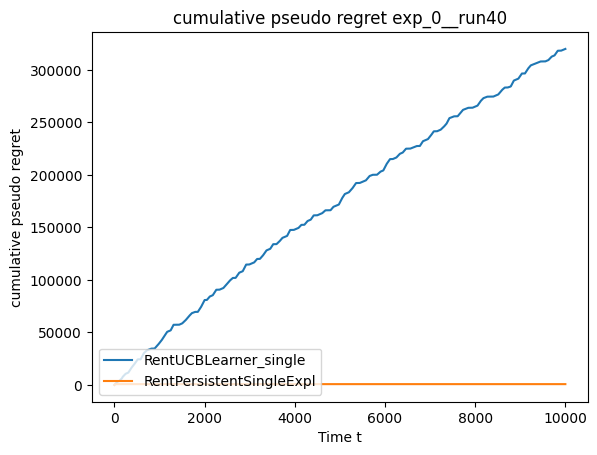 cumulative pseudo regret exp_0__run40
cumulative pseudo regret
300000
250000
200000
150000
100000
50000
0
RentUCBLearner_single
RentPersistentSingleExpl
0
2000
4000
6000
8000
10000
Time t